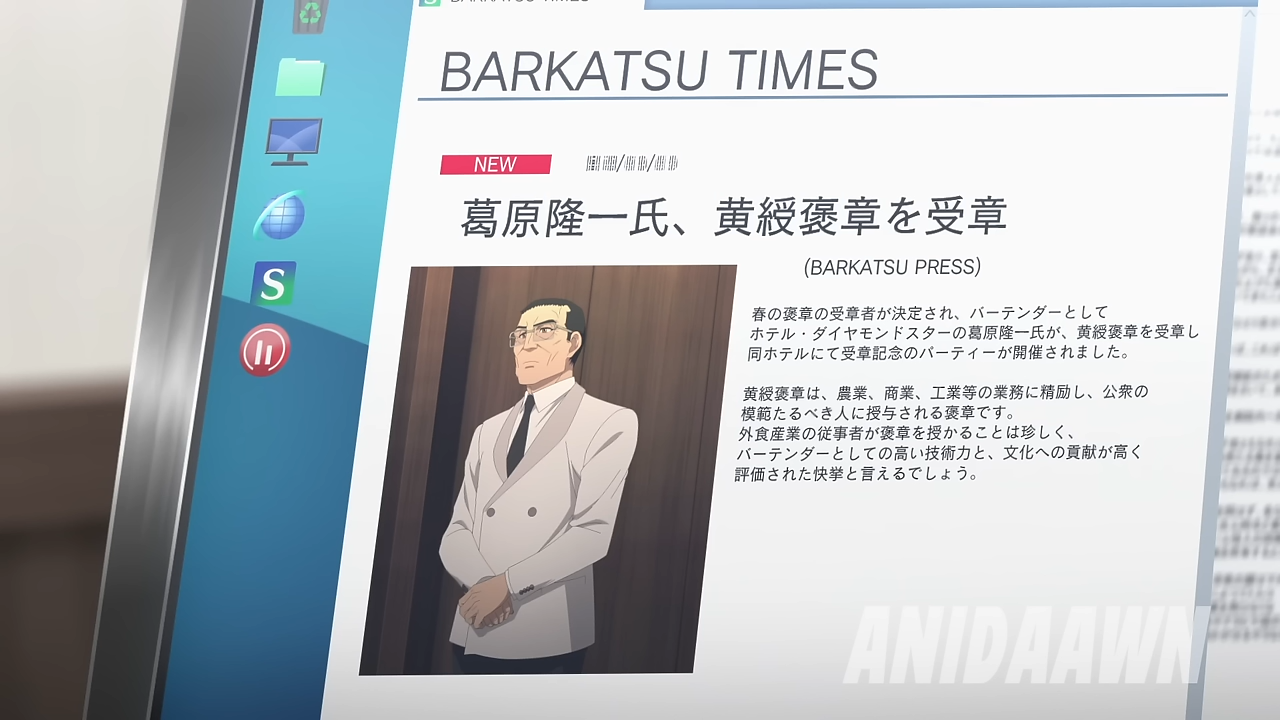 BARKATSU TIMES
NEW
葛原隆一氏、黄綬褒章を受章
(BARKATSU PRESS)
春の褒章の受章者が決定され、バーテンダーとして
ホテル・ダイヤモンドスターの葛原隆一氏が、黄綬褒章を受章し
同ホテルにて受章記念のパーティーが開催されました。
黄綬褒章は、農業、商業、工業等の業務に精励し、公衆の
模範たるべき人に授与される褒章です。
外食産業の従事者が褒章を授かることは珍しく、
バーテンダーとしての高い技術力と、文化への貢献が高く
評価された快挙と言えるでしょう。
S
ANIDAAWN